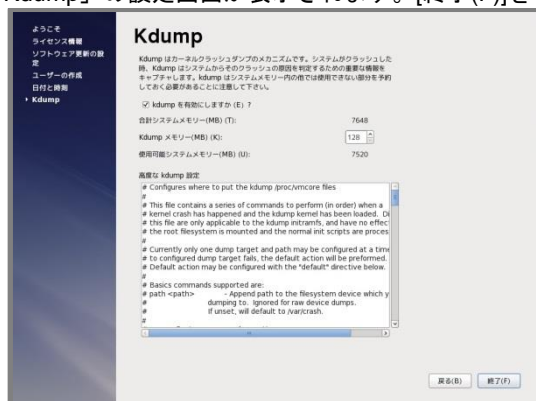 Kdump」の設定画面が表示されます。[終了(F)]を
ようこそ
ライセンス情報
ソフトウェア更新の設
定
ユーザーの作成
日付と時刻
Kdump
Kdump
Kdump はカーネルクラッシュダンプのメカニズムです。システムがクラッシュした
時、Kdump はシステムからそのクラッシュの原因を判定するための重要な情報を
キャプチャします。kdump はシステムメモリー内の他では使用できない部分を予約
しておく必要があることに注意して下さい。
kdump を有効にしますか (E) ?
合計システムメモリー(MB) (T): 7648
Kdump メモリー(MB) (K): 128
使用可能システムメモリー(MB) (U): 7520
高度な kdump 設定
# Configures where to put the kdump /proc/vmcore files
#
# This file contains a series of commands to perform (in order) when a
# kernel crash has happened and the kdump kernel has been loaded. Di
# this file are only applicable to the kdump initramfs, and have no effec
# the root filesystem is mounted and the normal init scripts are proces
#
# Currently only one dump target and path may be configured at a time
# to configured dump target fails, the default action will be preformed.
# Default action may be configured with the "default" directive below.
#
# Basics commands supported are:
# path <path> - Append path to the filesystem device which y
# dumping to. Ignored for raw device dumps.
# If unset, will default to /var/crash.
#
戻る(B) 終了(F)